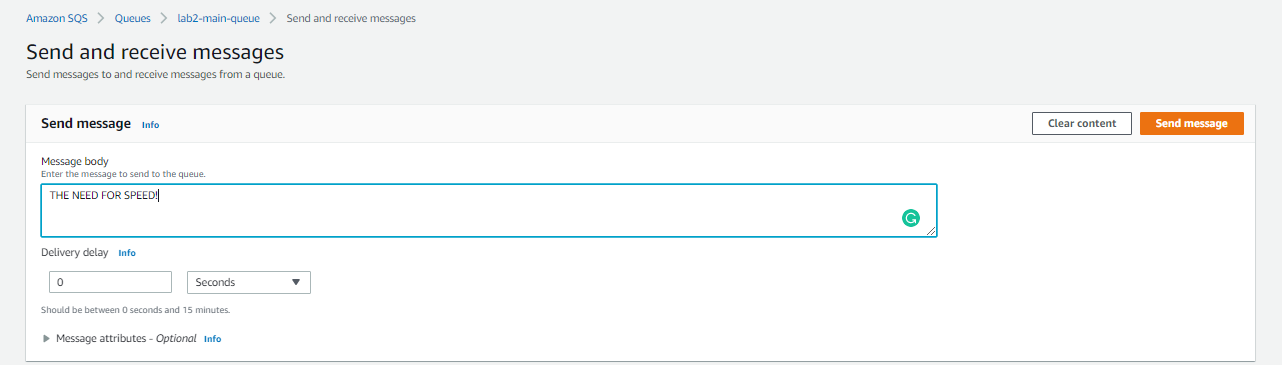 Amazon SQS > Queues > lab2-main-queue > Send and receive messages
Send and receive messages
Send messages to and receive messages from a queue.
Send message Info Clear content Send message
Message body
Enter the message to send to the queue.
THE NEED FOR SPEED!
Delivery delay Info
0 Seconds
Should be between 0 seconds and 15 minutes.
Message attributes - Optional Info